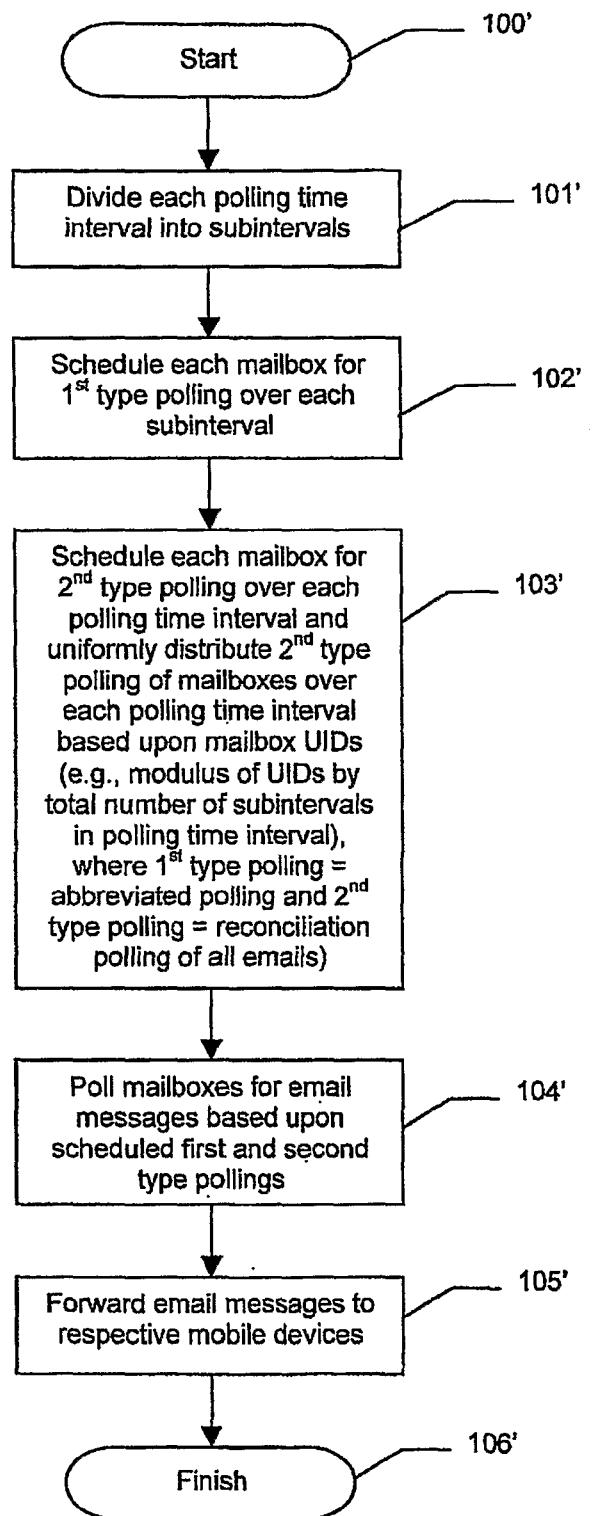 100'
Start
Divide each polling time
interval into subintervals
101'
Schedule each mailbox for
1st type polling over each
subinterval
102'
Schedule each mailbox for
2nd type polling over each
polling time interval and
uniformly distribute 2nd type
polling of mailboxes over
each polling time interval
based upon mailbox UIDs
(e.g., modulus of UIDs by
total number of subintervals
in polling time interval),
where 1st type polling =
abbreviated polling and 2nd
type polling = reconciliation
polling of all emails)
103'
Poll mailboxes for email
messages based upon
scheduled first and second
type pollings
104'
Forward email messages to
respective mobile devices
105'
Finish
106'